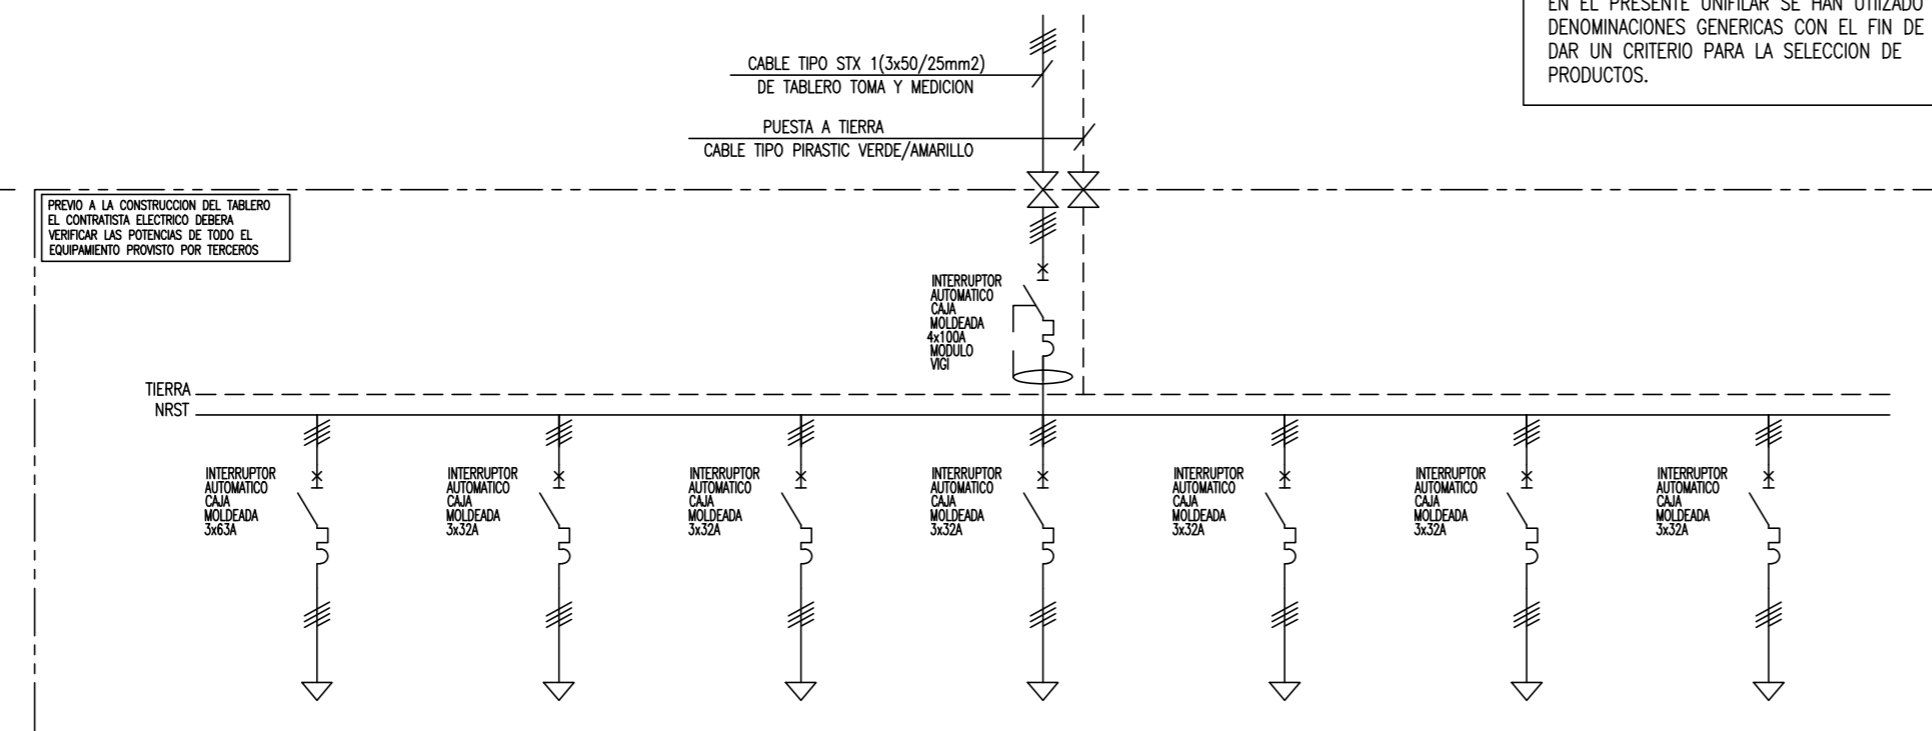 EN EL PRESENTE UNIFILAR SE HAN UTIIZADO
DENOMINACIONES GENERICAS CON EL FIN DE
DAR UN CRITERIO PARA LA SELECCION DE
PRODUCTOS.
CABLE TIPO STX 1(3x50/25mm2)
DE TABLERO TOMA Y MEDICION
PUESTA A TIERRA
CABLE TIPO PIRASTIC VERDE/AMARILLO
PREVIO A LA CONSTRUCCION DEL TABLERO
EL CONTRATISTA ELECTRICO DEBERA
VERIFICAR LAS POTENCIAS DE TODO EL
EQUIPAMIENTO PROVISTO POR TERCEROS
INTERRUPTOR
AUTOMATICO
CAJA
MOLDEADA
4x100A
MODULO
VIGI
TIERRA
NRST
INTERRUPTOR
AUTOMATICO
CAJA
MOLDEADA
3x63A
INTERRUPTOR
AUTOMATICO
CAJA
MOLDEADA
3x32A
INTERRUPTOR
AUTOMATICO
CAJA
MOLDEADA
3x32A
INTERRUPTOR
AUTOMATICO
CAJA
MOLDEADA
3x32A
INTERRUPTOR
AUTOMATICO
CAJA
MOLDEADA
3x32A
INTERRUPTOR
AUTOMATICO
CAJA
MOLDEADA
3x32A
INTERRUPTOR
AUTOMATICO
CAJA
MOLDEADA
3x32A